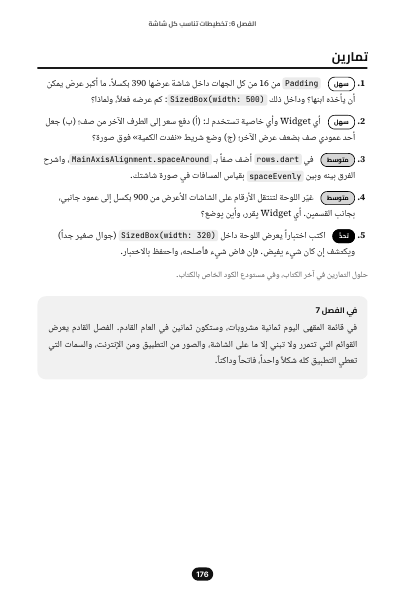 الفصل 6: تخطيطات تناسب كل شاشة
تمارين
1. سهل Padding من 16 من كل الجهات داخل شاشة عرضها 390 بكسلاً. ما أكبر عرض يمكن
أن يأخذه ابنها؟ وداخل ذلك SizedBox(width: 500) : كم عرضه فعلاً، ولماذا؟
2. سهل أي Widget وأي خاصية تستخدم لـ: (أ) دفع سعر إلى الطرف الآخر من صف؛ (ب) جعل
أحد عمودي صف بضعف عرض الآخر؛ (ج) وضع شريط «نفدت الكمية» فوق صورة؟
3. متوسط في rows.dart أضف صفاً بـ MainAxisAlignment.spaceAround ، واشرح
الفرق بينه وبين spaceEvenly بقياس المسافات في صورة شاشتك.
4. متوسط غيّر اللوحة لتنتقل الأرقام على الشاشات الأعرض من 900 بكسل إلى عمود جانبي،
بجانب القسمين. أي Widget يقرر، وأين يوضع؟
5. تحدٍّ اكتب اختباراً يعرض اللوحة داخل SizedBox(width: 320) (جوال صغير جداً)
ويكتشف إن كان شيء يفيض. فإن فاض شيء فأصلحه، واحتفظ بالاختبار.
حلول التمارين في آخر الكتاب، وفي مستودع الكود الخاص بالكتاب.
في الفصل 7
في قائمة المقهى اليوم ثمانية مشروبات، وستكون ثمانين في العام القادم. الفصل القادم يعرض
القوائم التي تتمرر ولا تبني إلا ما على الشاشة، والصور من التطبيق ومن الإنترنت، والسمات التي
تعطي التطبيق كله شكلاً واحداً، فاتحاً وداكناً.
176